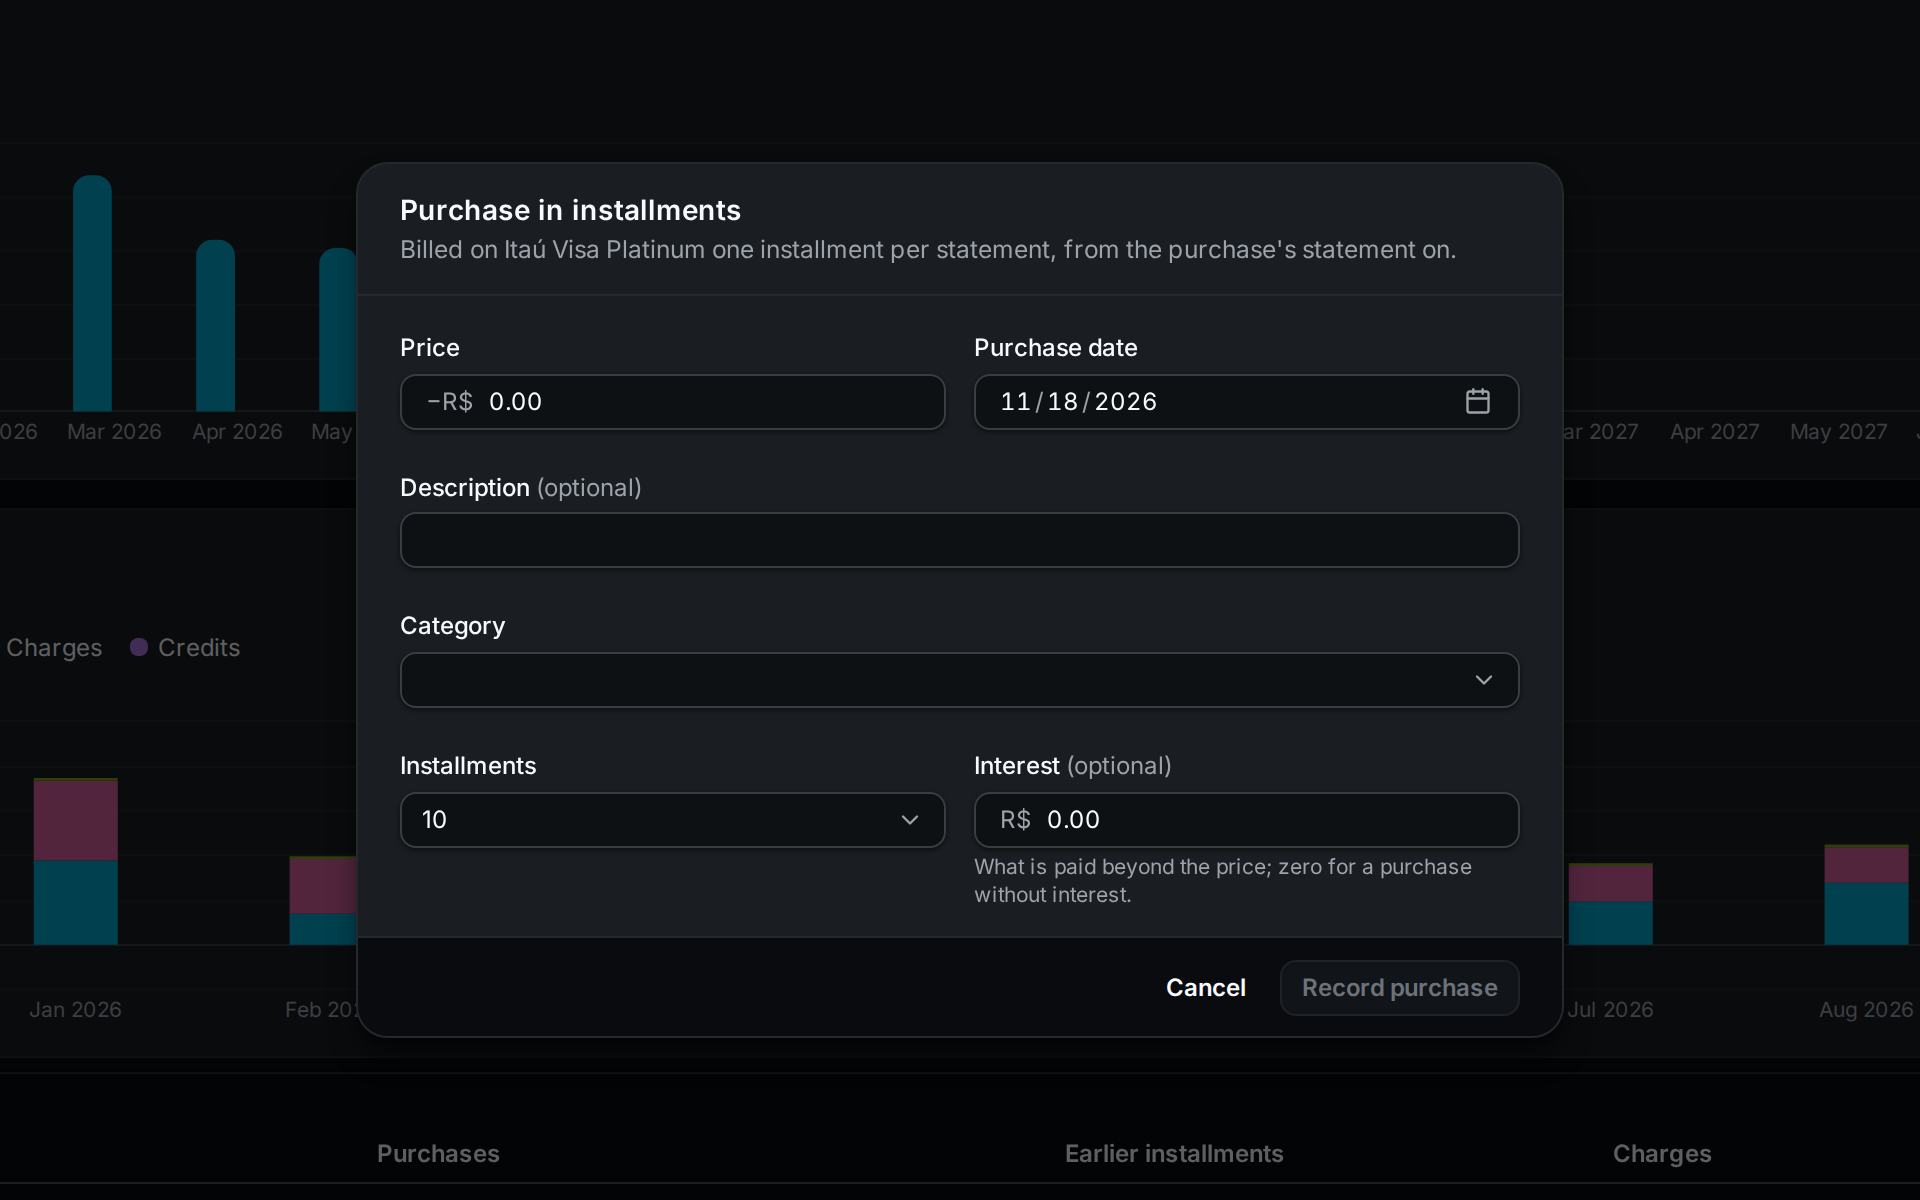 Purchase in installments
Billed on Itaú Visa Platinum one installment per statement, from the purchase's statement on.
Price
Purchase date
−R$ 0.00
11/18/2026
Description (optional)
Category
Installments
Interest (optional)
10
R$ 0.00
What is paid beyond the price; zero for a purchase
without interest.
Cancel
Record purchase
026 Mar 2026 Apr 2026 May
ar 2027 Apr 2027 May 2027
Charges Credits
Jan 2026 Feb 202 Jul 2026 Aug 2026
Purchases Earlier installments Charges